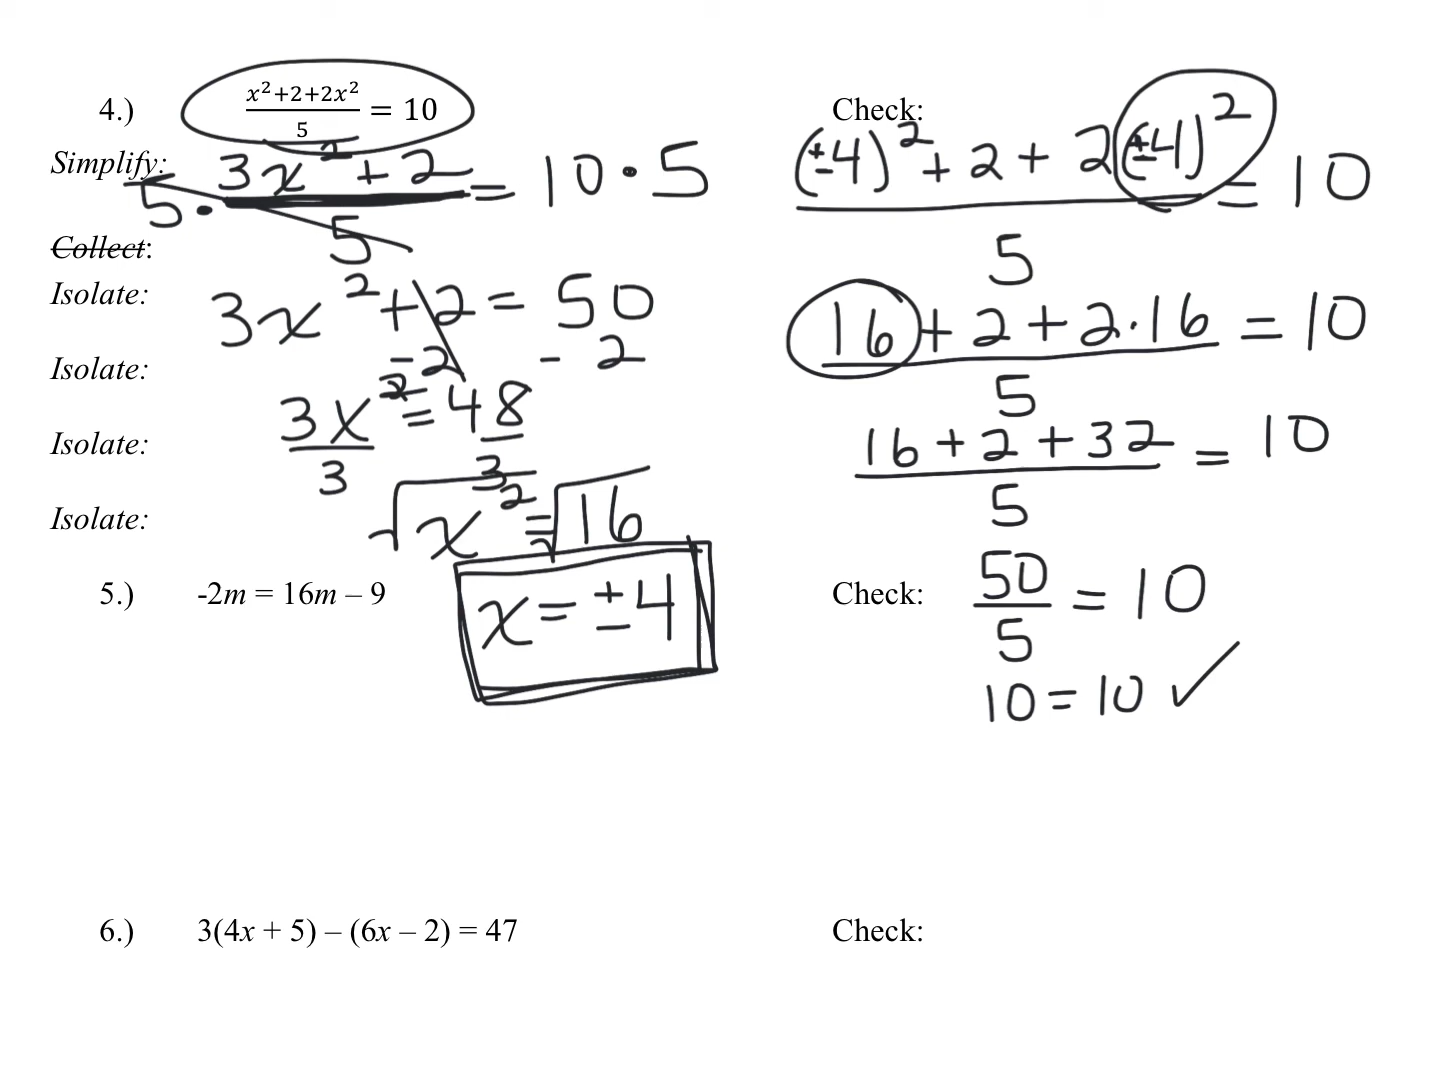 4.) x²+2+2x² / 5 = 10
Simplify: 5 · 3x² + 2 / 5 = 10 · 5
Collect:
Isolate: 3x² + 2 = 50
- 2 - 2
Isolate: 3x² = 48
Isolate: 3 3
Isolate: √x² = √16
x = ±4
Check: (±4)² + 2 + 2(±4)² / 5 = 10
16 + 2 + 2·16 / 5 = 10
16 + 2 + 32 / 5 = 10
50 / 5 = 10
10 = 10 ✓
5.) -2m = 16m – 9 Check:
6.) 3(4x + 5) – (6x – 2) = 47 Check: